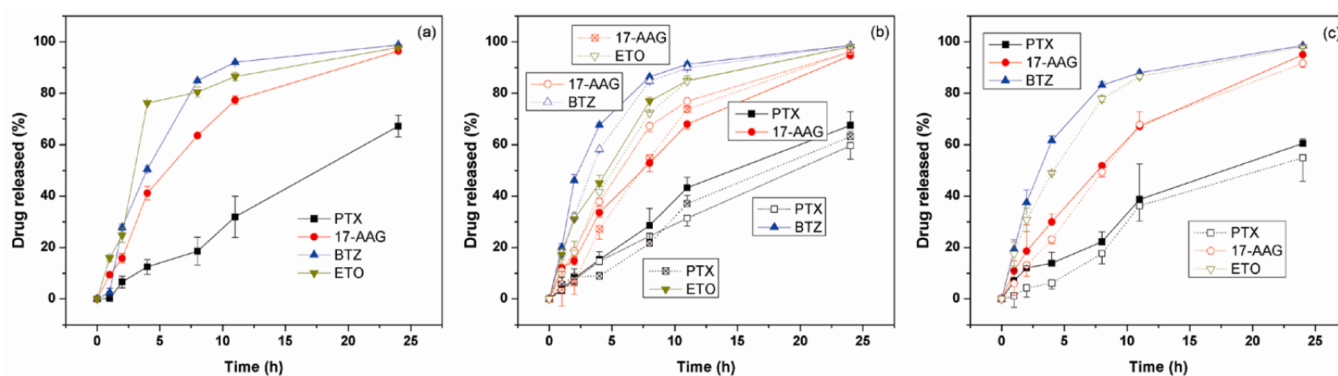 (a)
Drug released (%)
100
80
60
40
20
0
PTX
17-AAG
BTZ
ETO
0 5 10 15 20 25
Time (h)
(b)
Drug released (%)
100
80
60
40
20
0
17-AAG
ETO
17-AAG
BTZ
PTX
17-AAG
PTX
BTZ
PTX
ETO
0 5 10 15 20 25
Time (h)
(c)
Drug released (%)
100
80
60
40
20
0
PTX
17-AAG
BTZ
PTX
17-AAG
ETO
0 5 10 15 20 25
Time (h)